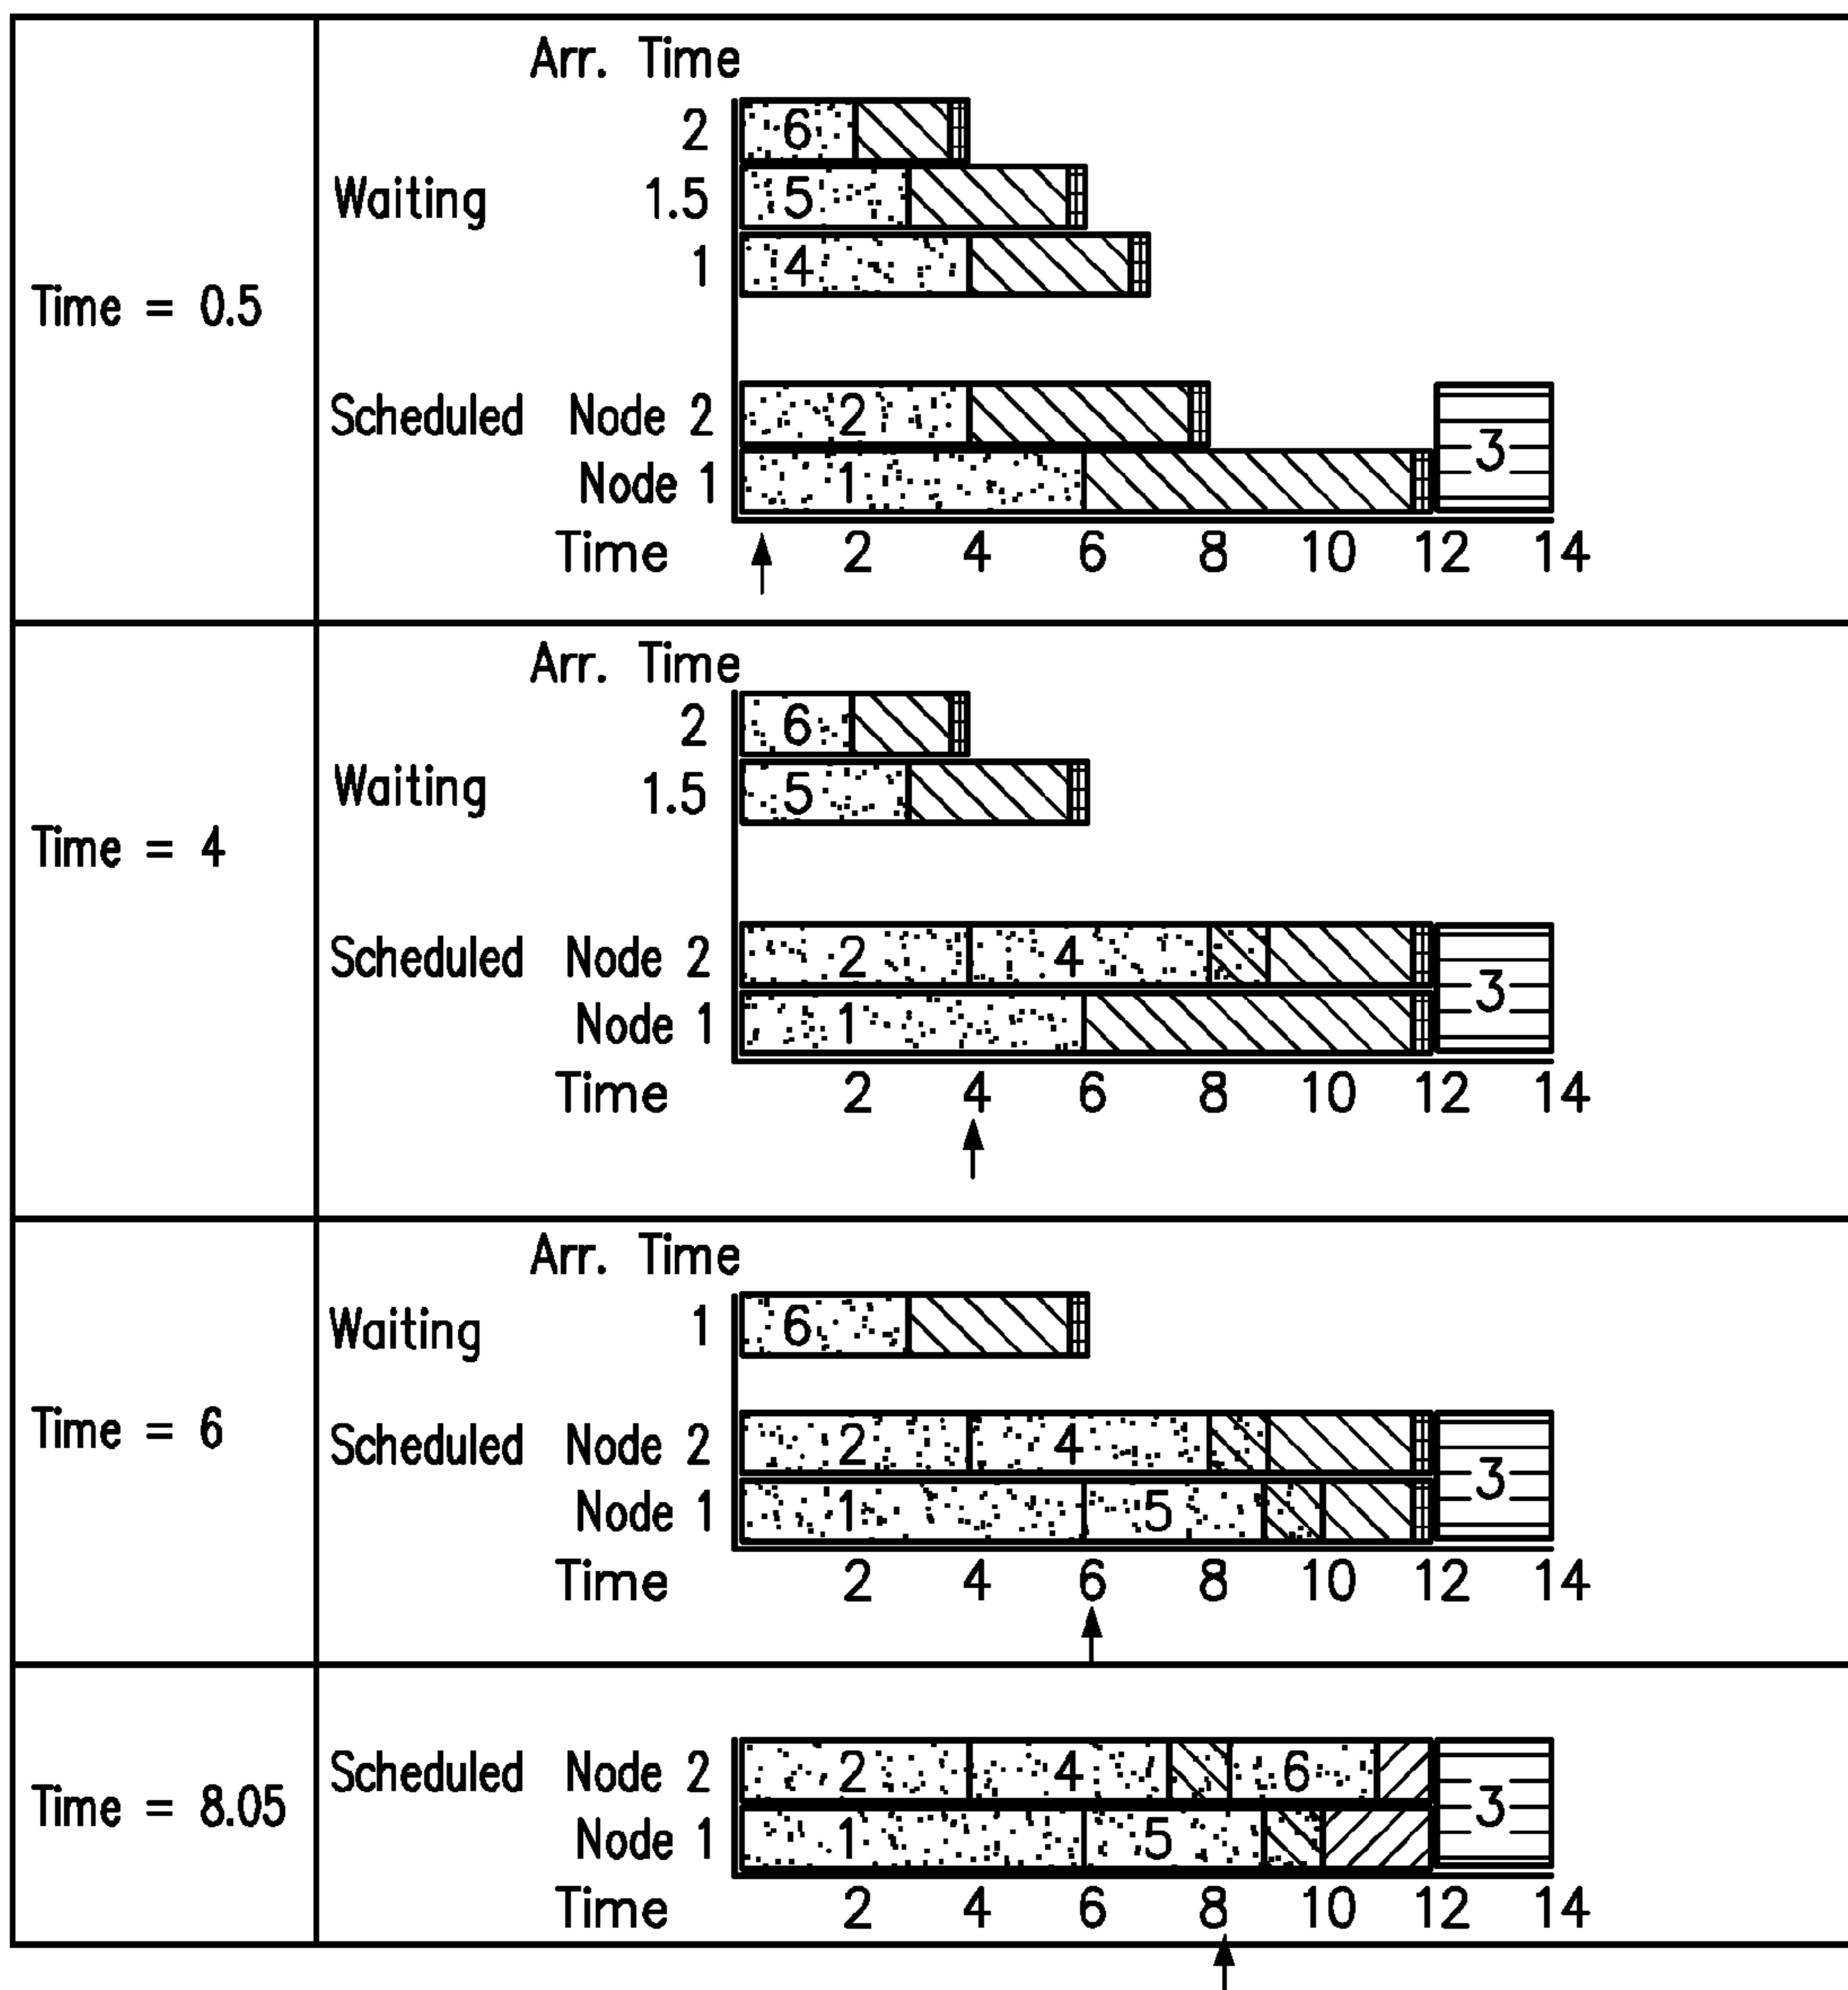 Arr. Time
2 6
Waiting 1.5 5
1 4
Time = 0.5
Scheduled Node 2 2
3
Node 1 1
Time 2 4 6 8 10 12 14
Arr. Time
2 6
Waiting 1.5 5
Time = 4
Scheduled Node 2 2 4
3
Node 1 1
Time 2 4 6 8 10 12 14
Arr. Time
Waiting 1 6
Time = 6
Scheduled Node 2 2 4
3
Node 1 1 5
Time 2 4 6 8 10 12 14
Scheduled Node 2 2 4 6
Time = 8.05
3
Node 1 1 5
Time 2 4 6 8 10 12 14